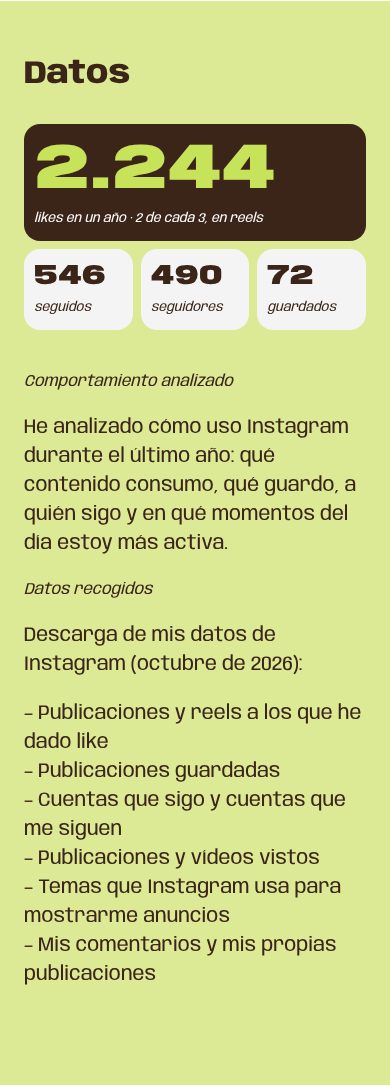 Datos
2.244
likes en un año · 2 de cada 3, en reels
546
seguidos
490
seguidores
72
guardados
Comportamiento analizado
He analizado cómo uso Instagram
durante el último año: qué
contenido consumo, qué guardo, a
quién sigo y en qué momentos del
día estoy más activa.
Datos recogidos
Descarga de mis datos de
Instagram (octubre de 2026):
– Publicaciones y reels a los que he
dado like
– Publicaciones guardadas
– Cuentas que sigo y cuentas que
me siguen
– Publicaciones y vídeos vistos
– Temas que Instagram usa para
mostrarme anuncios
– Mis comentarios y mis propias
publicaciones